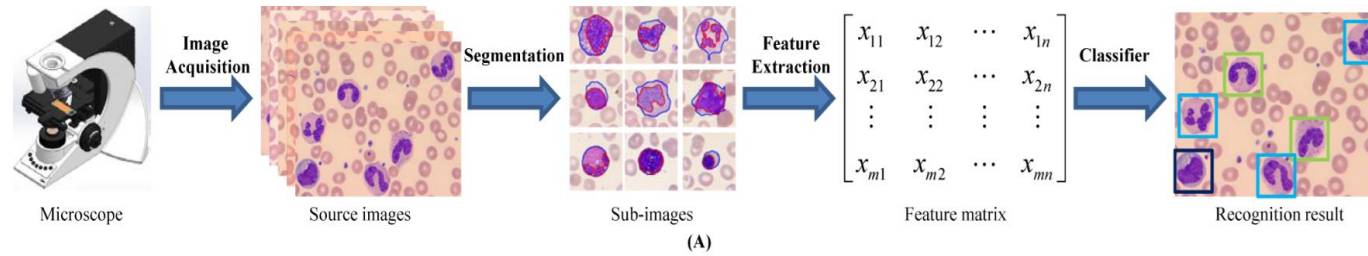 Image
Acquisition
Segmentation
Feature
Extraction
Classifier
x₁₁ x₁₂ ⋯ x₁ₙ
x₂₁ x₂₂ ⋯ x₂ₙ
⋮ ⋮ ⋮ ⋮
xₘ₁ xₘ₂ ⋯ xₘₙ
Microscope
Source images
Sub-images
Feature matrix
Recognition result
(A)